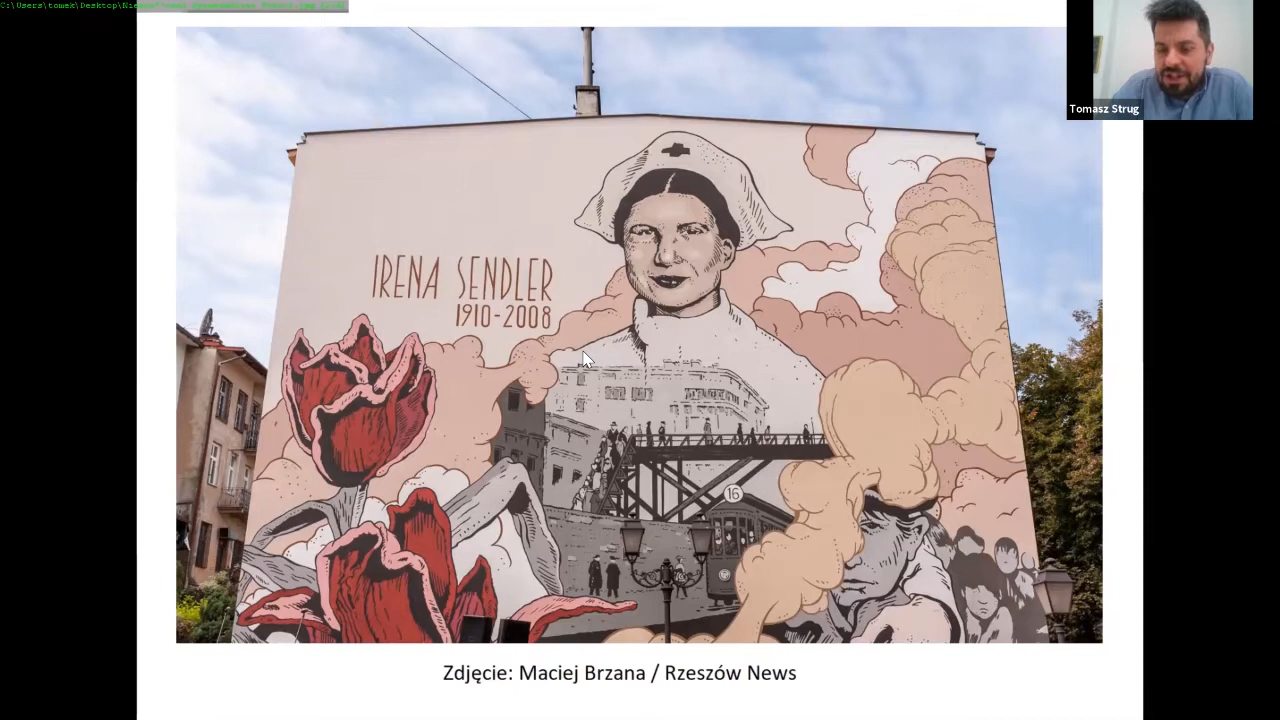 Tomasz Strug
IRENA SENDLER
1910-2008
16
Zdjęcie: Maciej Brzana / Rzeszów News